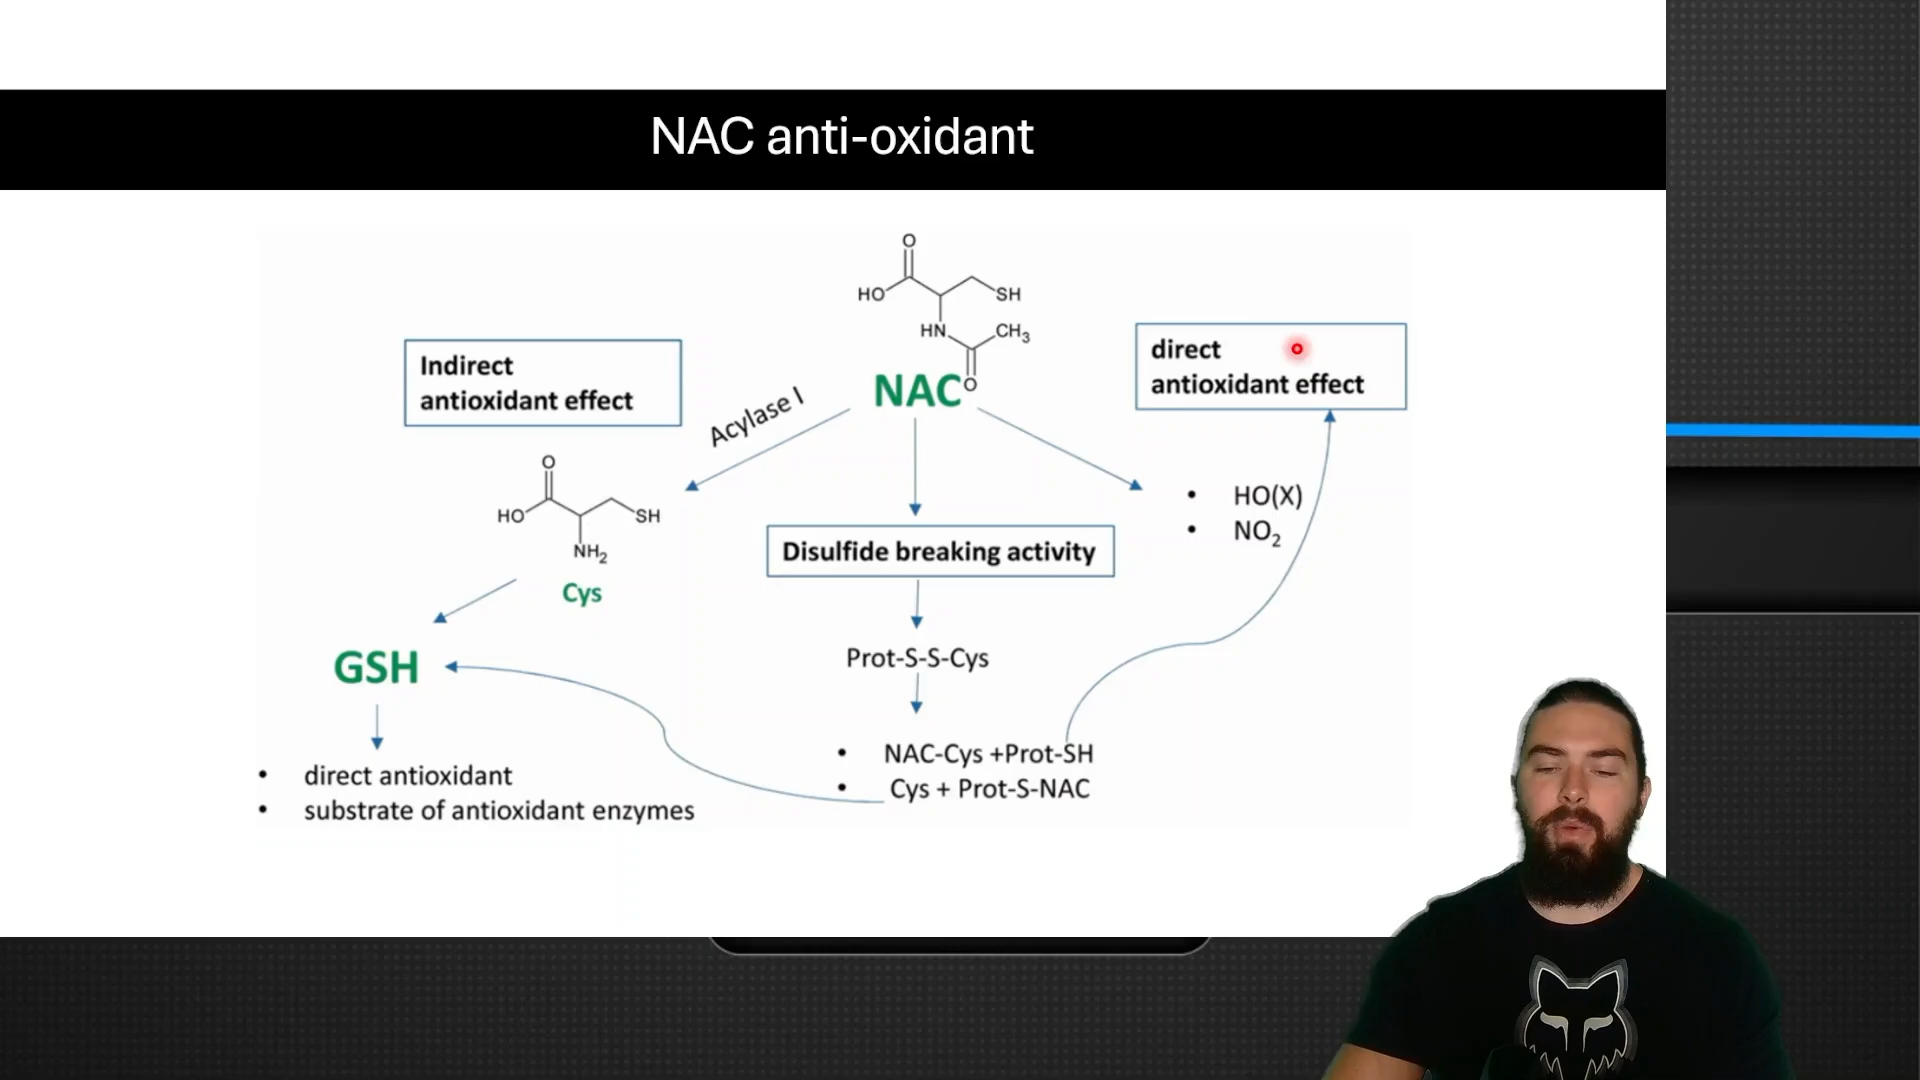 NAC anti-oxidant
O
HO
SH
HN
CH3
O
NAC
Indirect
antioxidant effect
direct
antioxidant effect
Acylase I
O
HO
SH
NH2
Cys
• HO(X)
• NO2
Disulfide breaking activity
GSH
Prot-S-S-Cys
• NAC-Cys +Prot-SH
• Cys + Prot-S-NAC
• direct antioxidant
• substrate of antioxidant enzymes